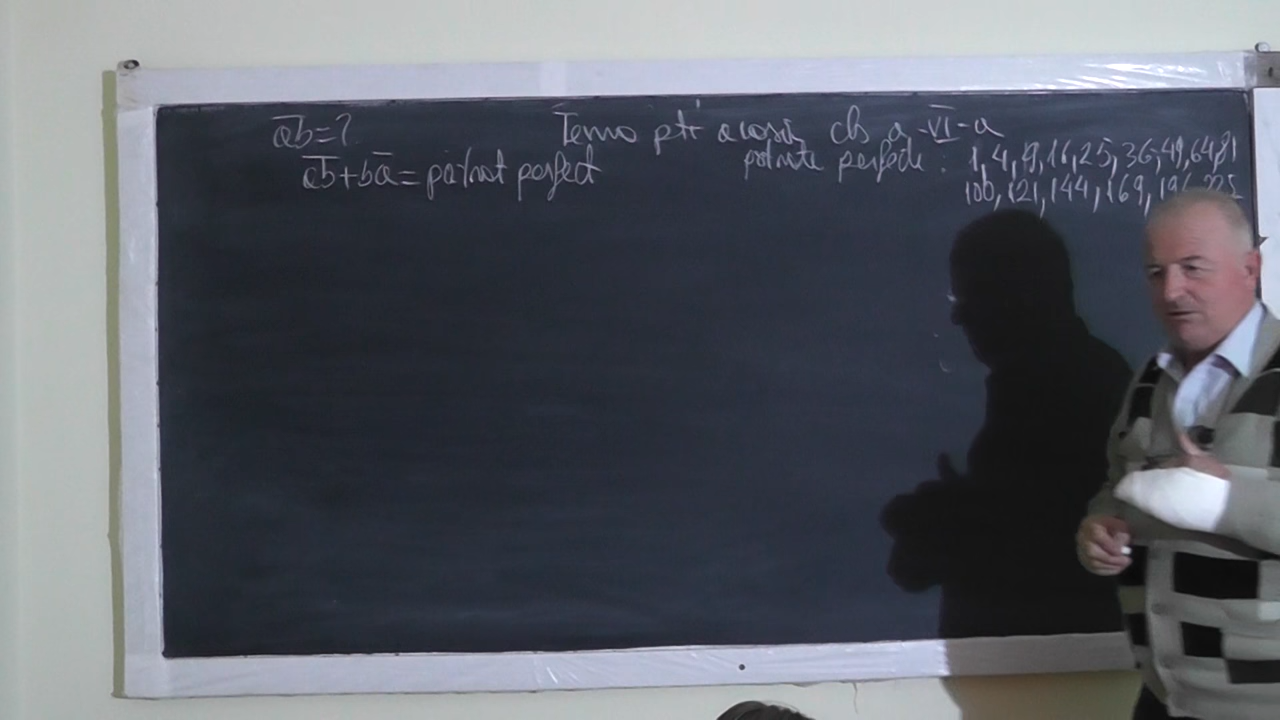 Temă ptr acasă cls a -VI-a
ab=?
ab+ba=pătrat perfect
pătrate perfecte : 1,4,9,16,25,36,49,64,81
100,121,144,169,196,225